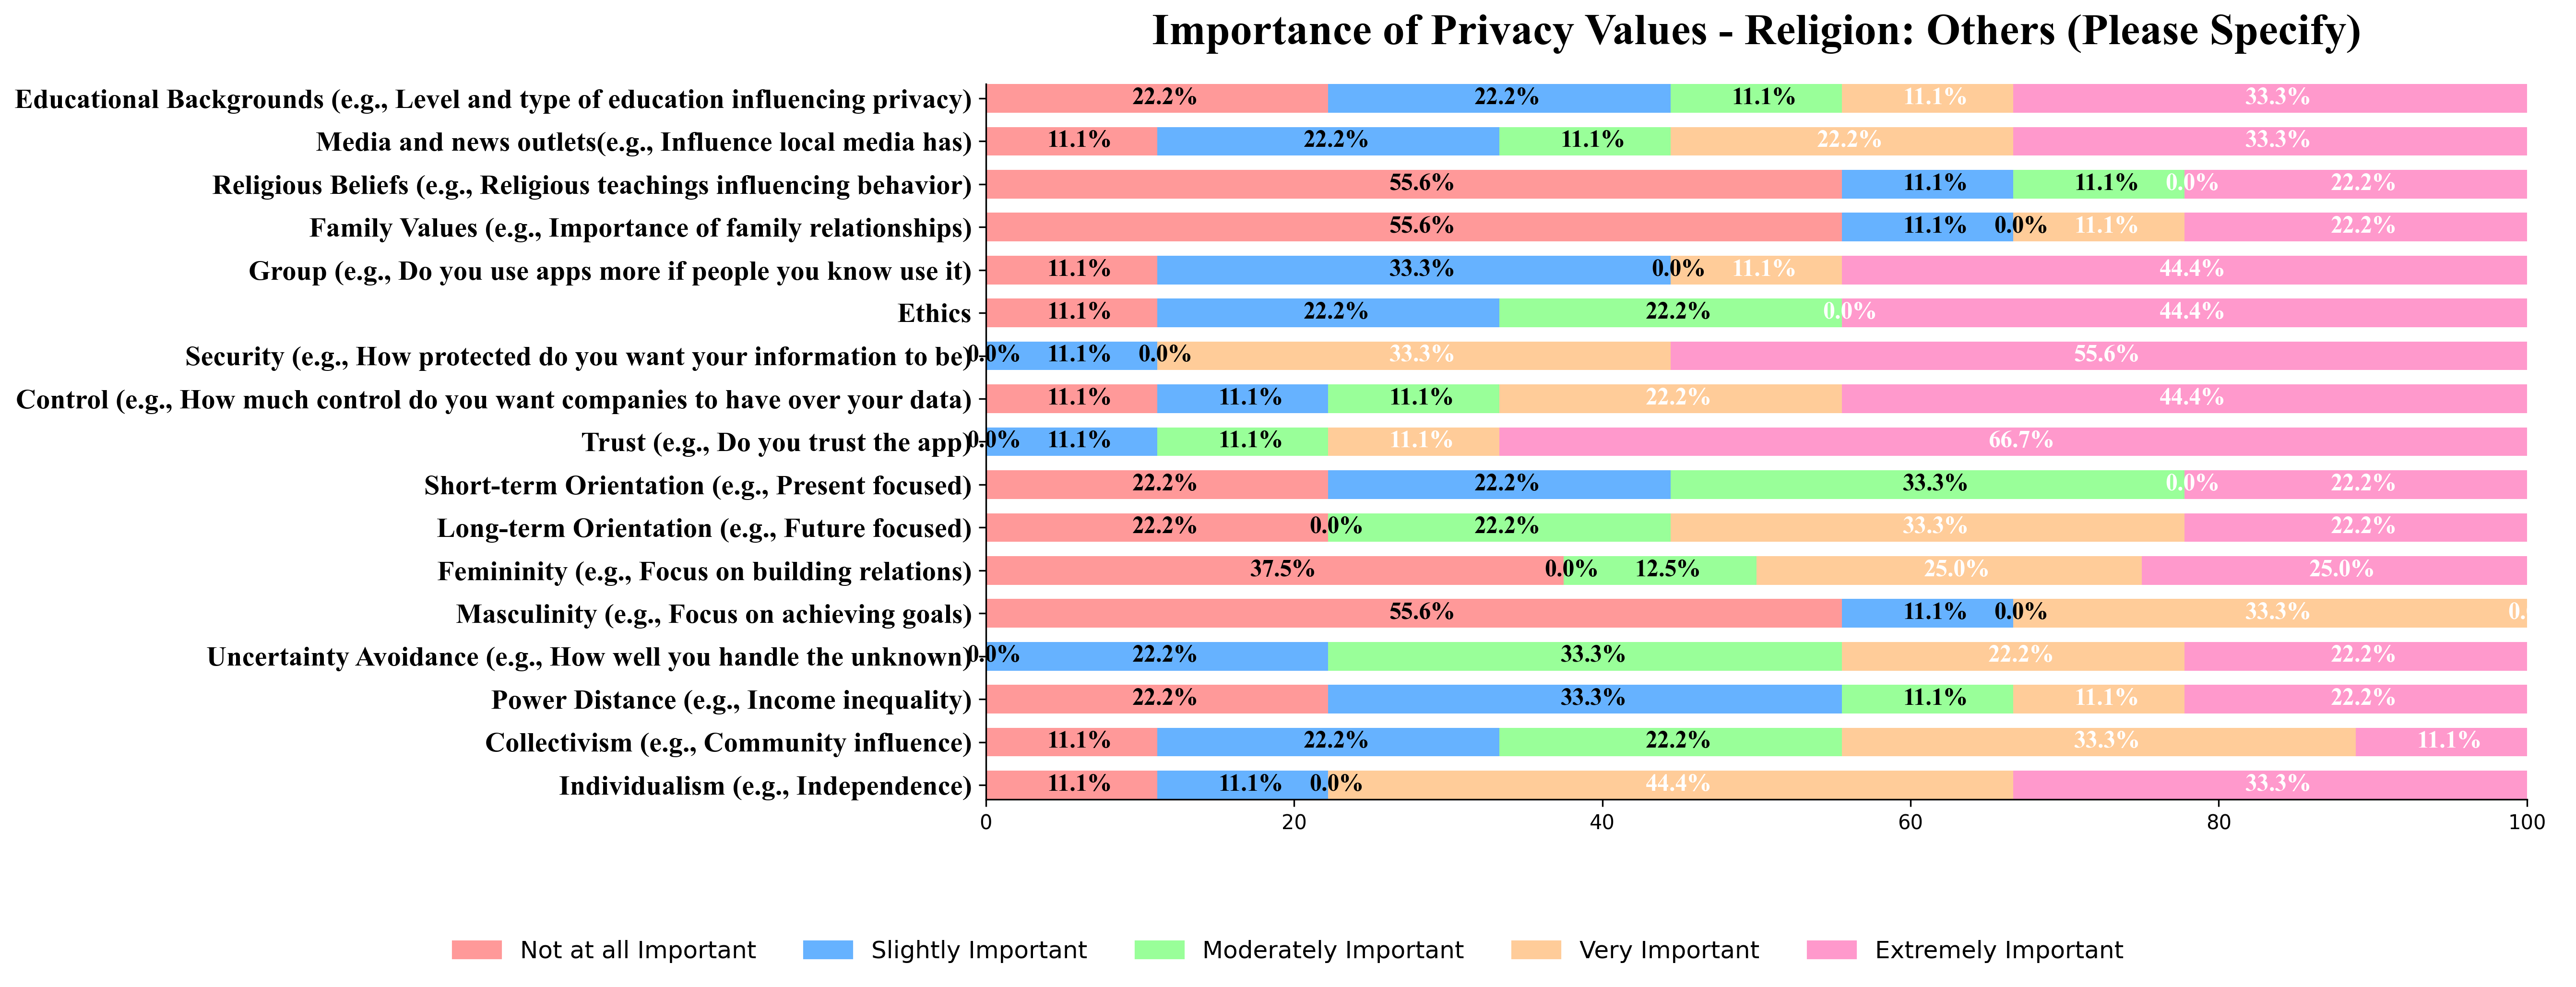 Importance of Privacy Values - Religion: Others (Please Specify)
Educational Backgrounds (e.g., Level and type of education influencing privacy) 22.2% 22.2% 11.1% 11.1% 33.3%
Media and news outlets(e.g., Influence local media has) 11.1% 22.2% 11.1% 22.2% 33.3%
Religious Beliefs (e.g., Religious teachings influencing behavior) 55.6% 11.1% 11.1% 0.0% 22.2%
Family Values (e.g., Importance of family relationships) 55.6% 11.1% 0.0% 11.1% 22.2%
Group (e.g., Do you use apps more if people you know use it) 11.1% 33.3% 0.0% 11.1% 44.4%
Ethics 11.1% 22.2% 22.2% 0.0% 44.4%
Security (e.g., How protected do you want your information to be) 0.0% 11.1% 0.0% 33.3% 55.6%
Control (e.g., How much control do you want companies to have over your data) 11.1% 11.1% 11.1% 22.2% 44.4%
Trust (e.g., Do you trust the app) 0.0% 11.1% 11.1% 11.1% 66.7%
Short-term Orientation (e.g., Present focused) 22.2% 22.2% 33.3% 0.0% 22.2%
Long-term Orientation (e.g., Future focused) 22.2% 0.0% 22.2% 33.3% 22.2%
Femininity (e.g., Focus on building relations) 37.5% 0.0% 12.5% 25.0% 25.0%
Masculinity (e.g., Focus on achieving goals) 55.6% 11.1% 0.0% 33.3% 0.
Uncertainty Avoidance (e.g., How well you handle the unknown) 0.0% 22.2% 33.3% 22.2% 22.2%
Power Distance (e.g., Income inequality) 22.2% 33.3% 11.1% 11.1% 22.2%
Collectivism (e.g., Community influence) 11.1% 22.2% 22.2% 33.3% 11.1%
Individualism (e.g., Independence) 11.1% 11.1% 0.0% 44.4% 33.3%
0 20 40 60 80 100
Not at all Important Slightly Important Moderately Important Very Important Extremely Important